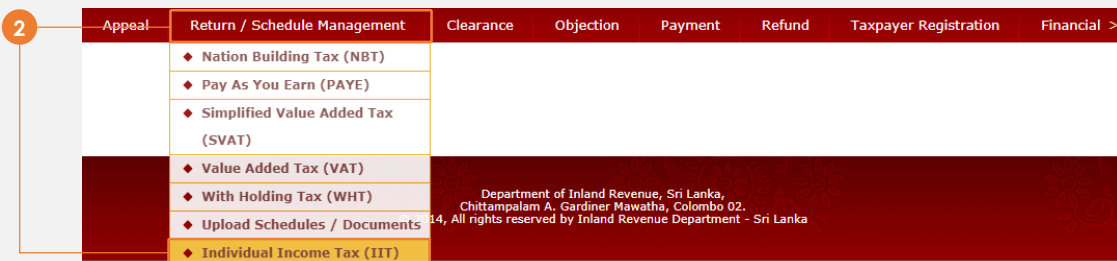 2
Appeal Return / Schedule Management Clearance Objection Payment Refund Taxpayer Registration Financial >
Nation Building Tax (NBT)
Pay As You Earn (PAYE)
Simplified Value Added Tax
(SVAT)
Value Added Tax (VAT)
With Holding Tax (WHT)
Upload Schedules / Documents
Individual Income Tax (IIT)
Department of Inland Revenue, Sri Lanka,
Chittampalam A. Gardiner Mawatha, Colombo 02.
14, All rights reserved by Inland Revenue Department - Sri Lanka